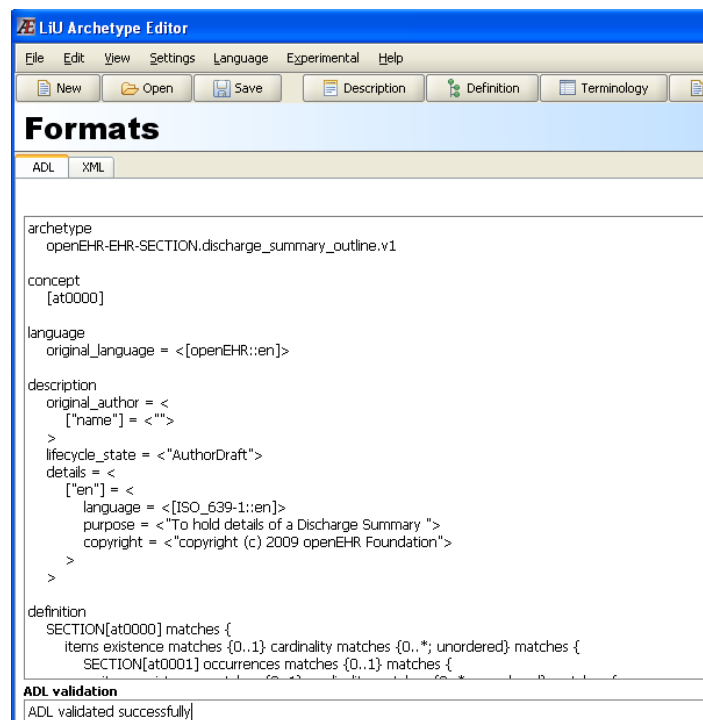 Æ LiU Archetype Editor
File Edit View Settings Language Experimental Help
New Open Save Description Definition Terminology
Formats
ADL XML
archetype
openEHR-EHR-SECTION.discharge_summary_outline.v1
concept
[at0000]
language
original_language = <[openEHR::en]>
description
original_author = <
["name"] = <"">
>
lifecycle_state = <"AuthorDraft">
details = <
["en"] = <
language = <[ISO_639-1::en]>
purpose = <"To hold details of a Discharge Summary ">
copyright = <"copyright (c) 2009 openEHR Foundation">
>
>
definition
SECTION[at0000] matches {
items existence matches {0..1} cardinality matches {0..*; unordered} matches {
SECTION[at0001] occurrences matches {0..1} matches {
ADL validation
ADL validated successfully